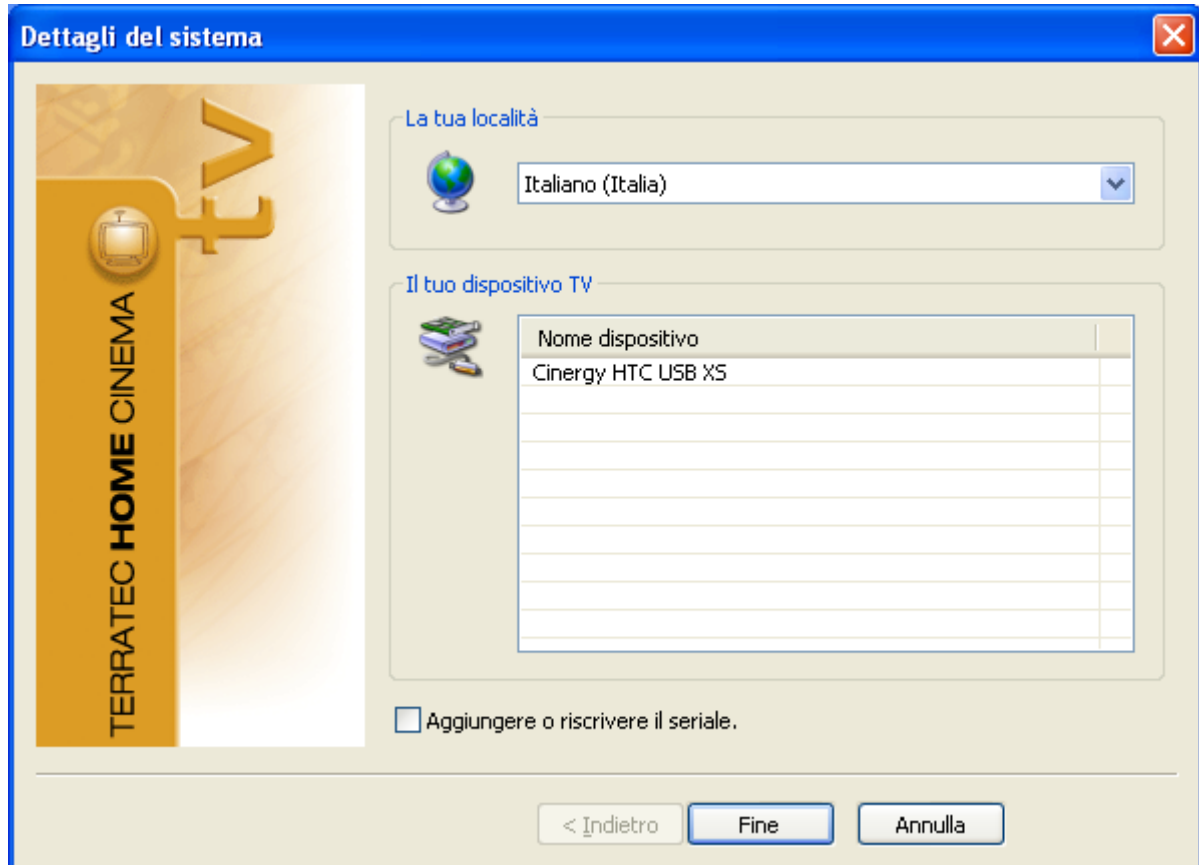 Dettagli del sistema
tv
TERRATEC HOME CINEMA
La tua località
Italiano (Italia)
Il tuo dispositivo TV
Nome dispositivo
Cinergy HTC USB XS
Aggiungere o riscrivere il seriale.
< Indietro
Fine
Annulla